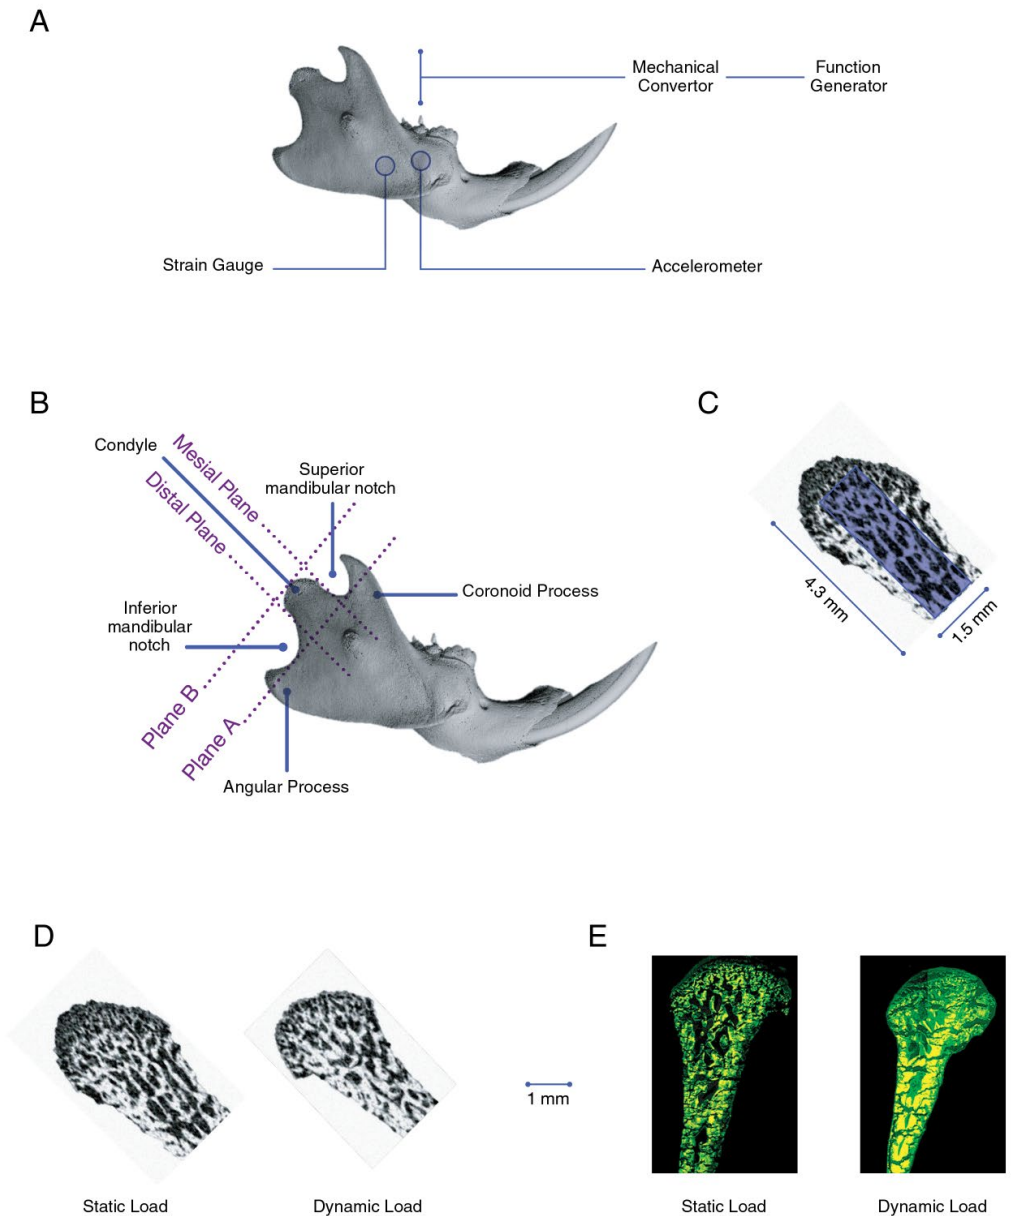 A
Mechanical
Convertor
Function
Generator
Strain Gauge
Accelerometer
B
Condyle
Mesial Plane
Distal Plane
Superior
mandibular notch
Coronoid Process
Inferior
mandibular
notch
Plane B
Plane A
Angular Process
C
4.3 mm
1.5 mm
D
Static Load
Dynamic Load
1 mm
E
Static Load
Dynamic Load